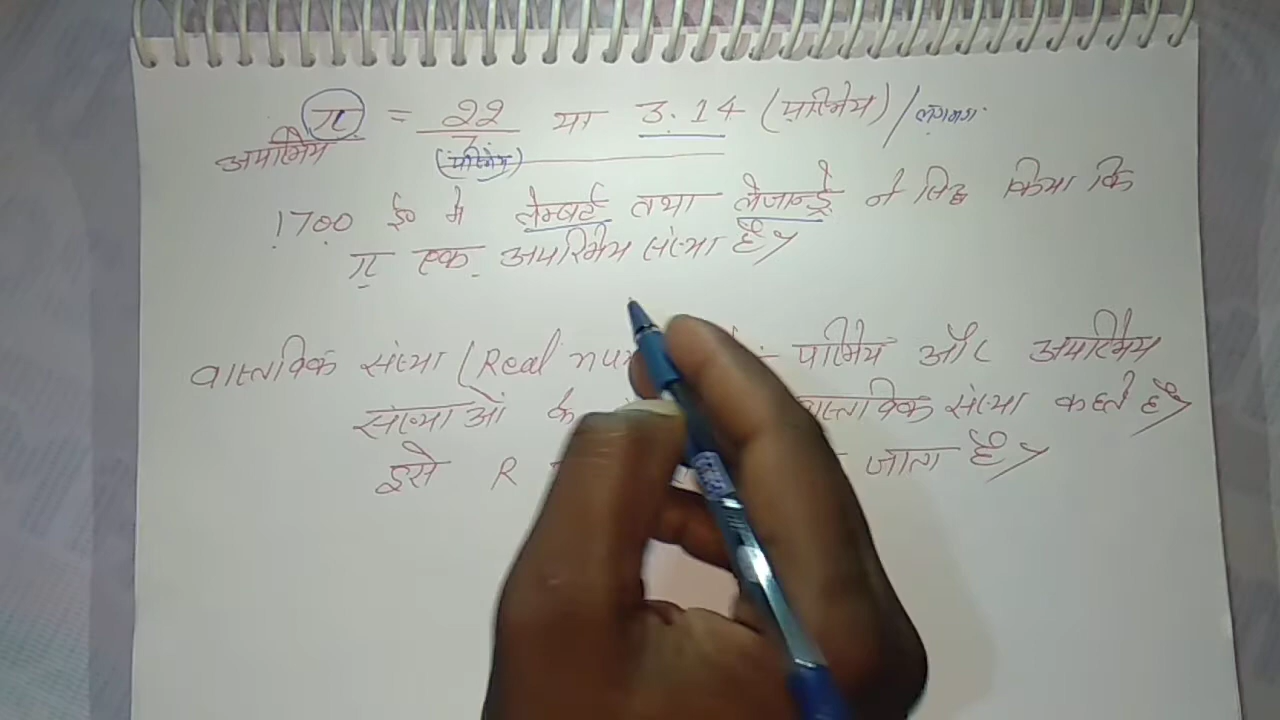 π = 22/7 या 3.14 (परिमेय) / लगभग
अपरिमेय (परिमेय)
1700 ई० मे लेम्बर्ट तथा लेजान्द्रे ने सिद्ध किया कि
π एक अपरिमेय संख्या है।
वास्तविक संख्या (Real :- परिमेय और अपरिमेय
संख्याओं के वास्तविक संख्या कहते है।
इसे R जाता है।